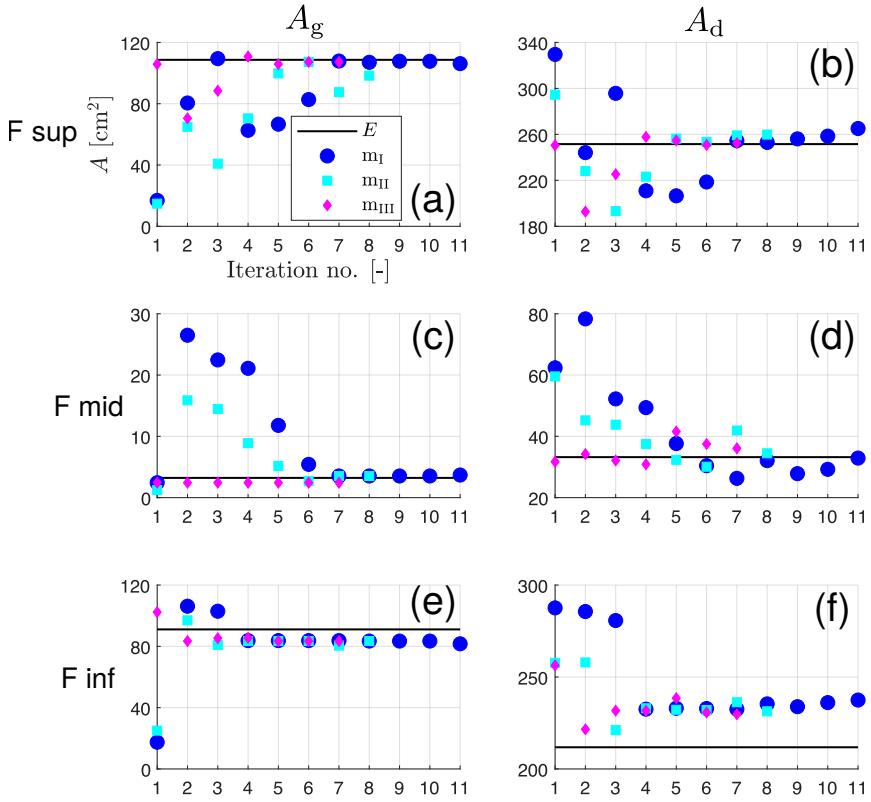 A_g A_d
120
80
40
0
A [cm²]
F sup
E
m_I
m_II
m_III
(a)
1 2 3 4 5 6 7 8 9 10 11
Iteration no. [-]
340
300
260
220
180
(b)
1 2 3 4 5 6 7 8 9 10 11
30
20
10
0
F mid
(c)
1 2 3 4 5 6 7 8 9 10 11
80
60
40
20
(d)
1 2 3 4 5 6 7 8 9 10 11
120
80
40
0
F inf
(e)
1 2 3 4 5 6 7 8 9 10 11
300
250
200
(f)
1 2 3 4 5 6 7 8 9 10 11